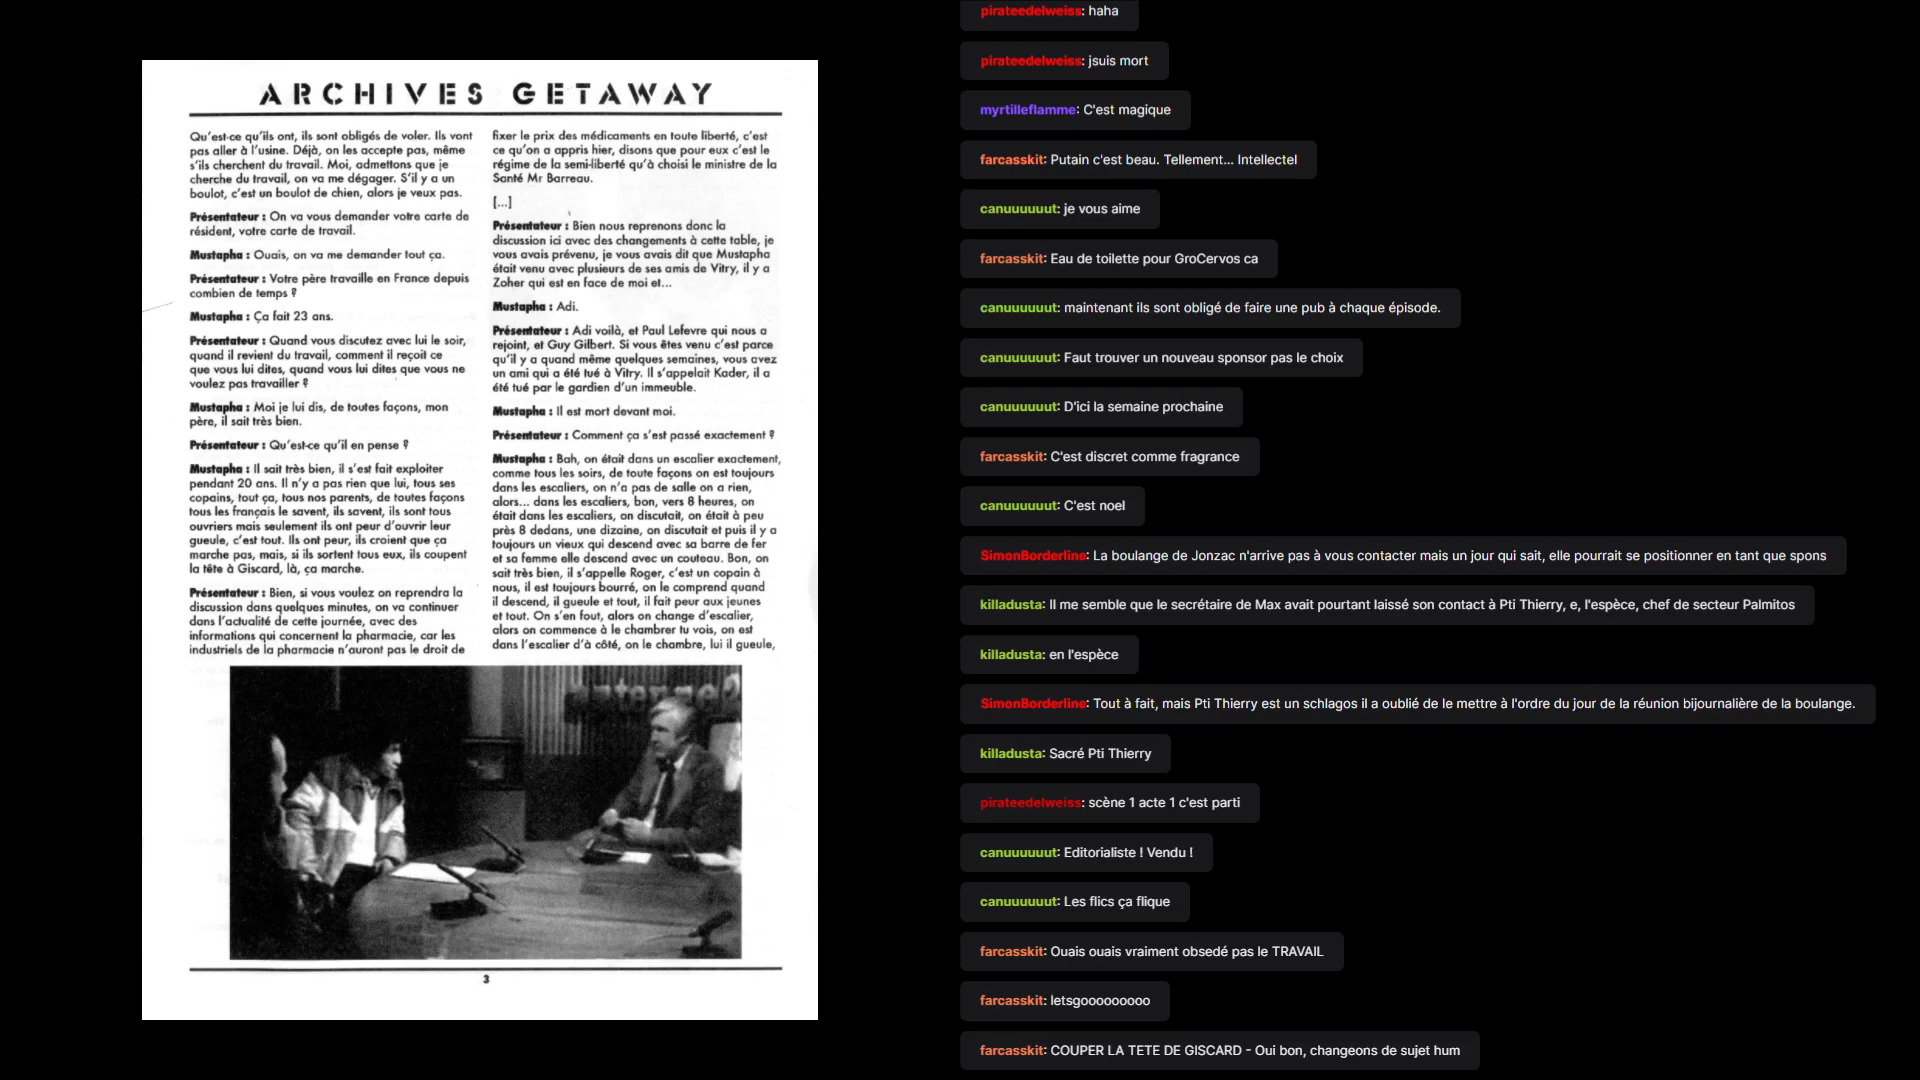 ARCHIVES GETAWAY
Qu'est-ce qu'ils ont, ils sont obligés de voler. Ils vont
pas aller à l'usine. Déjà, on les accepte pas, même
s'ils cherchent du travail. Moi, admettons que je
cherche du travail, on va me dégager. S'il y a un
boulot, c'est un boulot de chien, alors je veux pas.
Présentateur : On va vous demander votre carte de
résident, votre carte de travail.
Mustapha : Ouais, on va me demander tout ça.
Présentateur : Votre père travaille en France depuis
combien de temps ?
Mustapha : Ça fait 23 ans.
Présentateur : Quand vous discutez avec lui le soir,
quand il revient du travail, comment il reçoit ce
que vous lui dites, quand vous lui dites que vous ne
voulez pas travailler ?
Mustapha : Moi je lui dis, de toutes façons, mon
père, il sait très bien.
Présentateur : Qu'est-ce qu'il en pense ?
Mustapha : Il sait très bien, il s'est fait exploiter
pendant 20 ans. Il n'y a pas rien que lui, tous ses
copains, tout ça, tous nos parents, de toutes façons
tous les français le savent, ils savent, ils sont tous
ouvriers mais seulement ils ont peur d'ouvrir leur
gueule, c'est tout. Ils ont peur, ils croient que ça
marche pas, mais, si ils sortent tous eux, ils coupent
la tête à Giscard, là, ça marche.
Présentateur : Bien, si vous voulez on reprendra la
discussion dans quelques minutes, on va continuer
dans l'actualité de cette journée, avec des
informations qui concernent la pharmacie, car les
industriels de la pharmacie n'auront pas le droit de
fixer le prix des médicaments en toute liberté, c'est
ce qu'on a appris hier, disons que pour eux c'est le
régime de la semi-liberté qu'à choisi le ministre de la
Santé Mr Barreau.
[...]
Présentateur : Bien nous reprenons donc la
discussion ici avec des changements à cette table, je
vous avais prévenu, je vous avais dit que Mustapha
était venu avec plusieurs de ses amis de Vitry, il y a
Zoher qui est en face de moi et...
Mustapha : Adi.
Présentateur : Adi voilà, et Paul Lefevre qui nous a
rejoint, et Guy Gilbert. Si vous êtes venu c'est parce
qu'il y a quand même quelques semaines, vous avez
un ami qui a été tué à Vitry. Il s'appelait Kader, il a
été tué par le gardien d'un immeuble.
Mustapha : Il est mort devant moi.
Présentateur : Comment ça s'est passé exactement ?
Mustapha : Bah, on était dans un escalier exactement,
comme tous les soirs, de toute façons on est toujours
dans les escaliers, on n'a pas de salle on a rien,
alors... dans les escaliers, bon, vers 8 heures, on
était dans les escaliers, on discutait, on était à peu
près 8 dedans, une dizaine, on discutait et puis il y a
toujours un vieux qui descend avec sa barre de fer
et sa femme elle descend avec un couteau. Bon, on
sait très bien, il s'appelle Roger, c'est un copain à
nous, il est toujours bourré, on le comprend quand
il descend, il gueule et tout, il fait peur aux jeunes
et tout. On s'en fout, alors on change d'escalier,
alors on commence à le chambrer tu vois, on est
dans l'escalier d'à côté, on le chambre, lui il gueule,
3
pirateedelweiss: haha
pirateedelweiss: jsuis mort
myrtilleflamme: C'est magique
farcasskit: Putain c'est beau. Tellement... Intellectel
canuuuuuut: je vous aime
farcasskit: Eau de toilette pour GroCervos ca
canuuuuuut: maintenant ils sont obligé de faire une pub à chaque épisode.
canuuuuuut: Faut trouver un nouveau sponsor pas le choix
canuuuuuut: D'ici la semaine prochaine
farcasskit: C'est discret comme fragrance
canuuuuuut: C'est noel
SimonBorderline: La boulange de Jonzac n'arrive pas à vous contacter mais un jour qui sait, elle pourrait se positionner en tant que spons
killadusta: Il me semble que le secrétaire de Max avait pourtant laissé son contact à Pti Thierry, e, l'espèce, chef de secteur Palmitos
killadusta: en l'espèce
SimonBorderline: Tout à fait, mais Pti Thierry est un schlagos il a oublié de le mettre à l'ordre du jour de la réunion bijournalière de la boulange.
killadusta: Sacré Pti Thierry
pirateedelweiss: scène 1 acte 1 c'est parti
canuuuuuut: Editorialiste ! Vendu !
canuuuuuut: Les flics ça flique
farcasskit: Ouais ouais vraiment obsedé pas le TRAVAIL
farcasskit: letsgooooooooo
farcasskit: COUPER LA TETE DE GISCARD - Oui bon, changeons de sujet hum